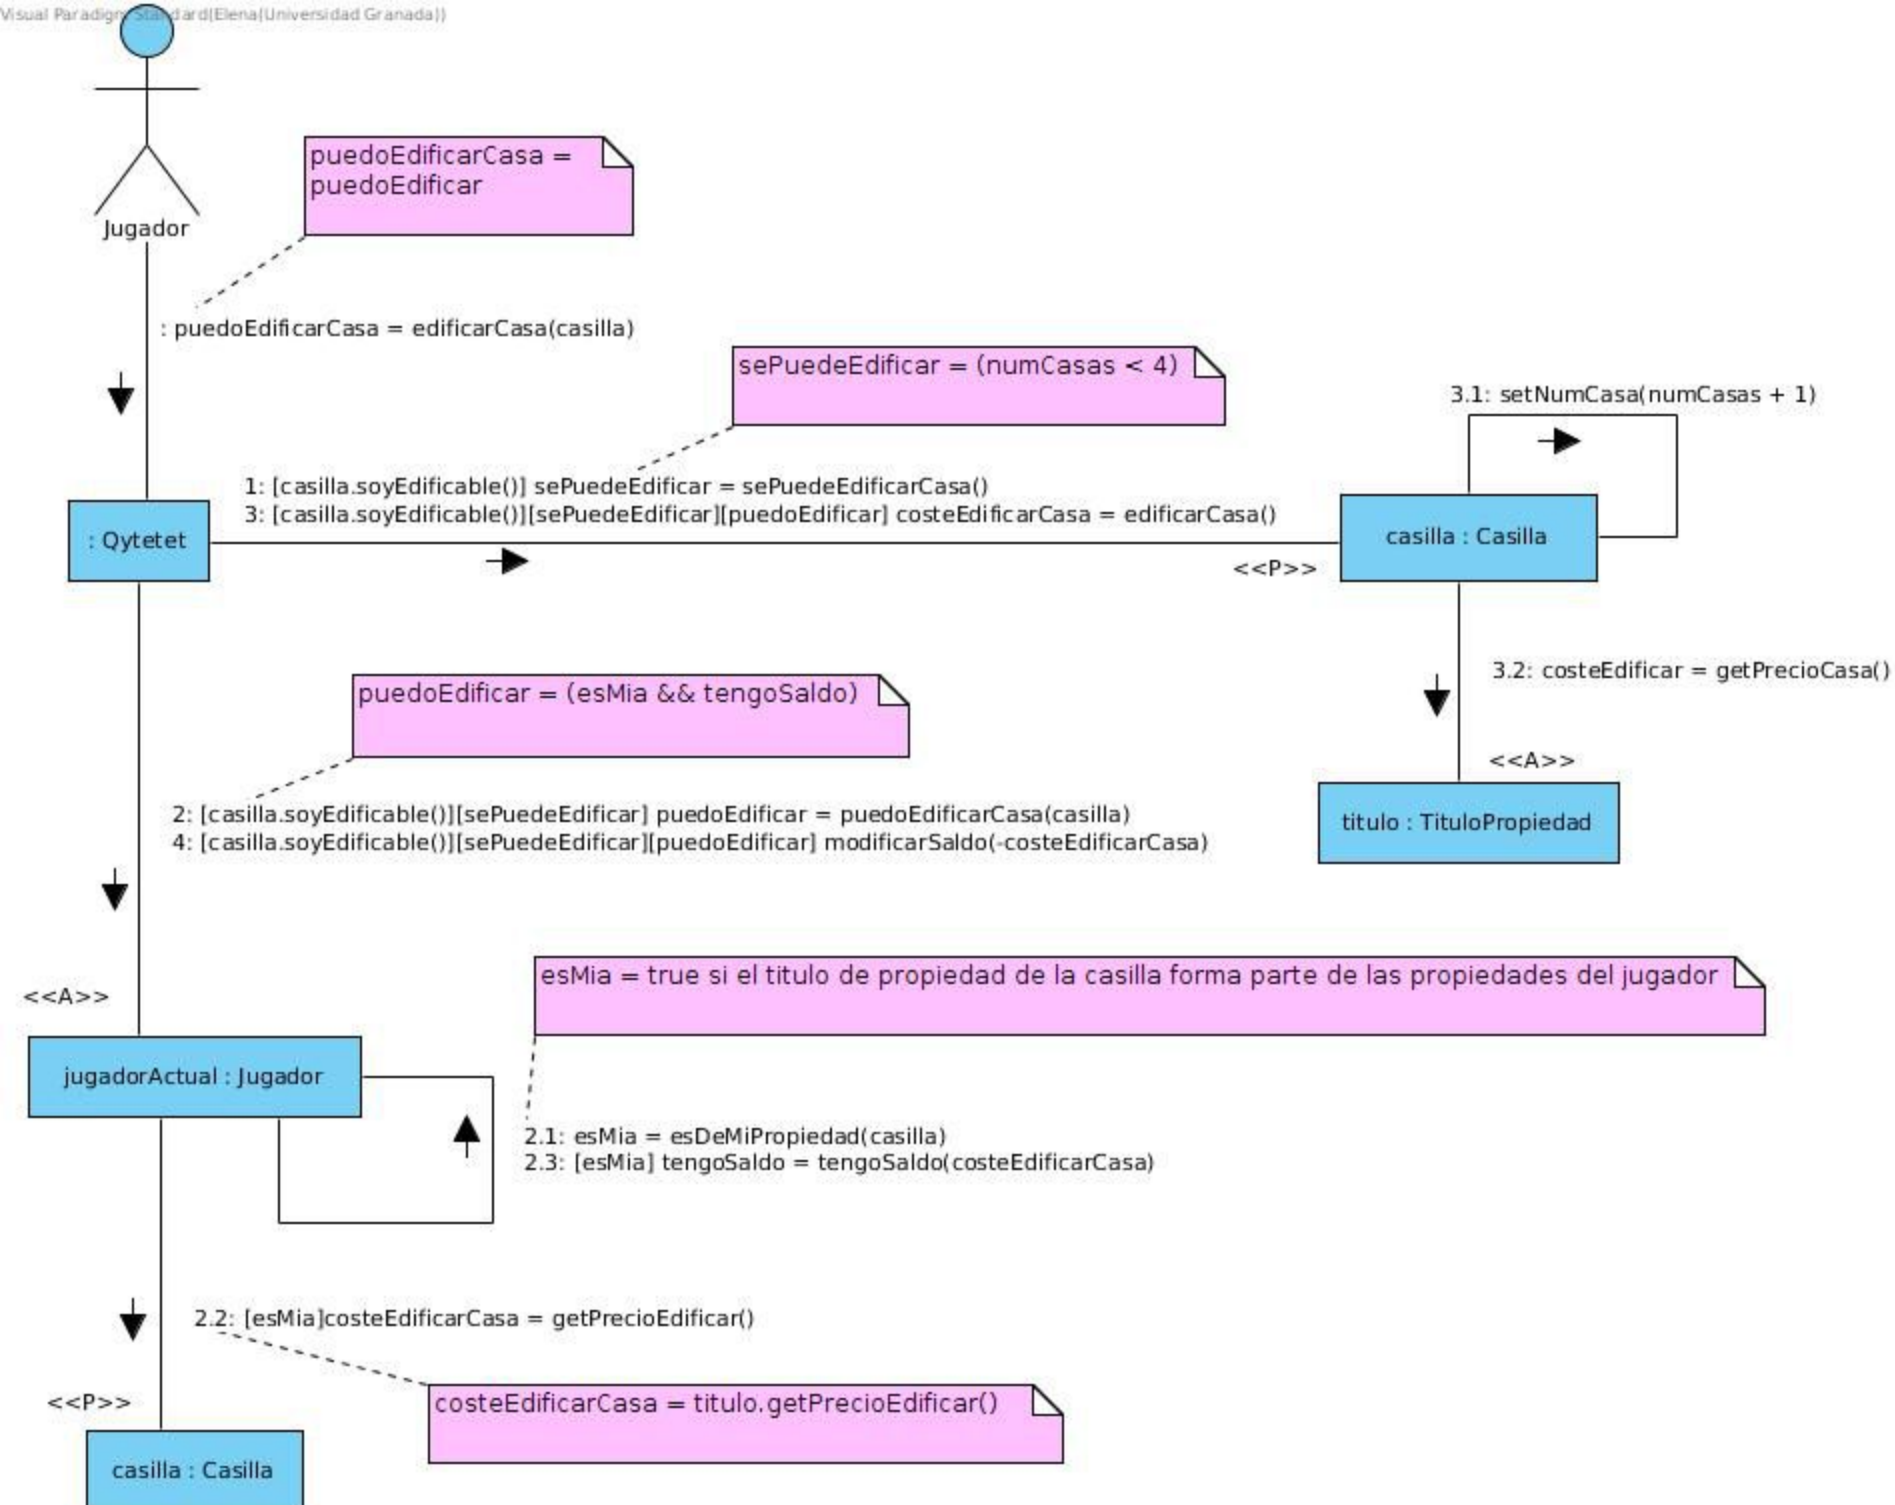 Visual Paradigm Standard(Elena(Universidad Granada))
puedoEdificarCasa =
puedoEdificar
Jugador
: puedoEdificarCasa = edificarCasa(casilla)
sePuedeEdificar = (numCasas < 4)
3.1: setNumCasa(numCasas + 1)
1: [casilla.soyEdificable()] sePuedeEdificar = sePuedeEdificarCasa()
3: [casilla.soyEdificable()][sePuedeEdificar][puedoEdificar] costeEdificarCasa = edificarCasa()
: Qytetet
casilla : Casilla
<<P>>
3.2: costeEdificar = getPrecioCasa()
puedoEdificar = (esMia && tengoSaldo)
<<A>>
2: [casilla.soyEdificable()][sePuedeEdificar] puedoEdificar = puedoEdificarCasa(casilla)
4: [casilla.soyEdificable()][sePuedeEdificar][puedoEdificar] modificarSaldo(-costeEdificarCasa)
titulo : TituloPropiedad
esMia = true si el titulo de propiedad de la casilla forma parte de las propiedades del jugador
<<A>>
jugadorActual : Jugador
2.1: esMia = esDeMiPropiedad(casilla)
2.3: [esMia] tengoSaldo = tengoSaldo(costeEdificarCasa)
2.2: [esMia]costeEdificarCasa = getPrecioEdificar()
<<P>>
costeEdificarCasa = titulo.getPrecioEdificar()
casilla : Casilla